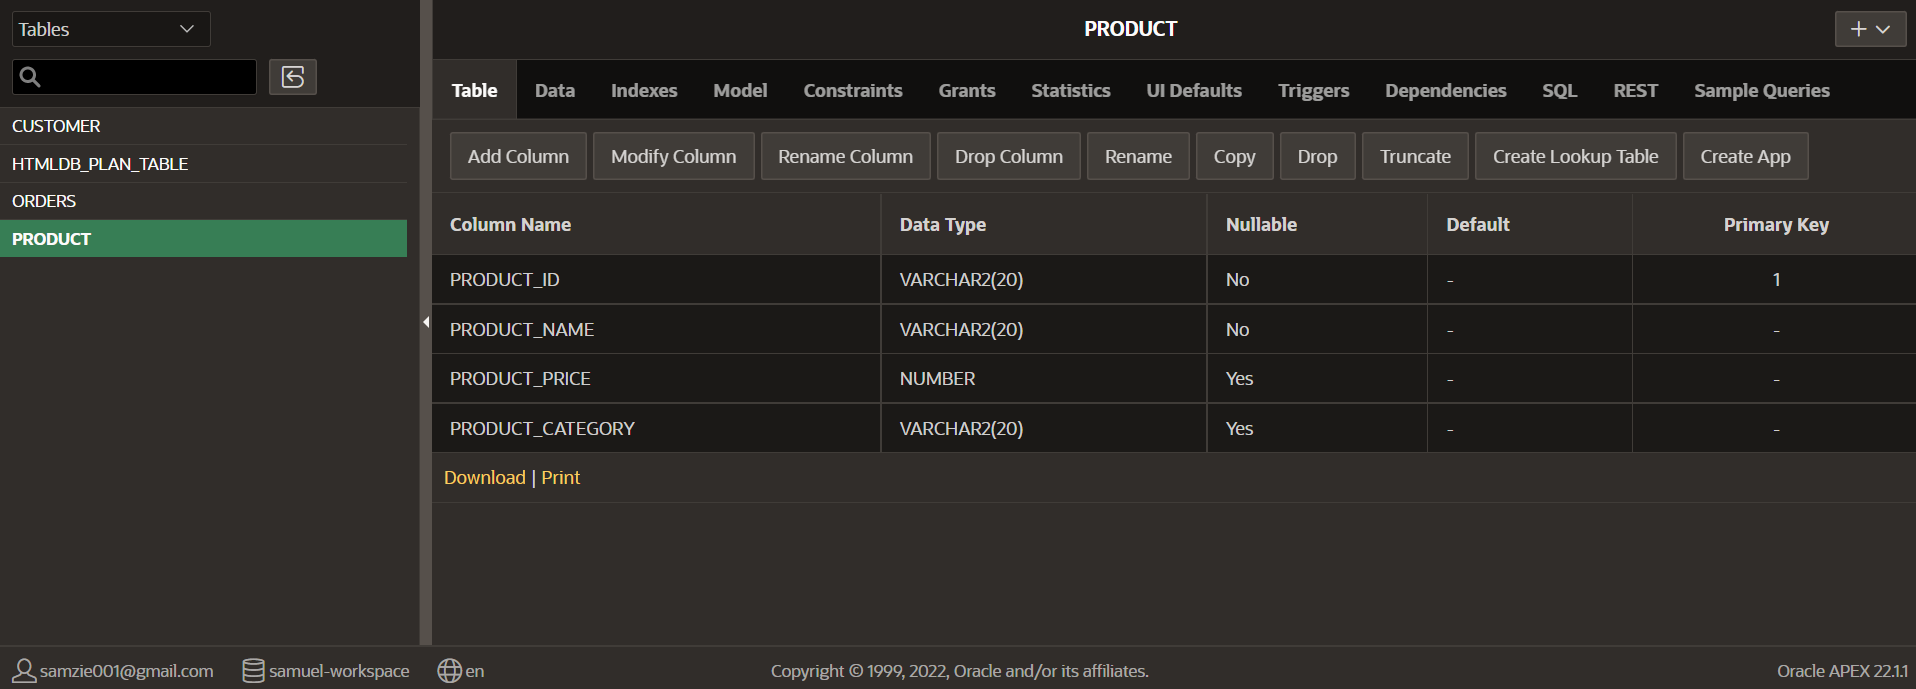 Tables
CUSTOMER
HTMLDB_PLAN_TABLE
ORDERS
PRODUCT
PRODUCT
Table Data Indexes Model Constraints Grants Statistics UI Defaults Triggers Dependencies SQL REST Sample Queries
Add Column Modify Column Rename Column Drop Column Rename Copy Drop Truncate Create Lookup Table Create App
Column Name Data Type Nullable Default Primary Key
PRODUCT_ID VARCHAR2(20) No - 1
PRODUCT_NAME VARCHAR2(20) No - -
PRODUCT_PRICE NUMBER Yes - -
PRODUCT_CATEGORY VARCHAR2(20) Yes - -
Download | Print
samzie001@gmail.com samuel-workspace en Copyright © 1999, 2022, Oracle and/or its affiliates. Oracle APEX 22.1.1